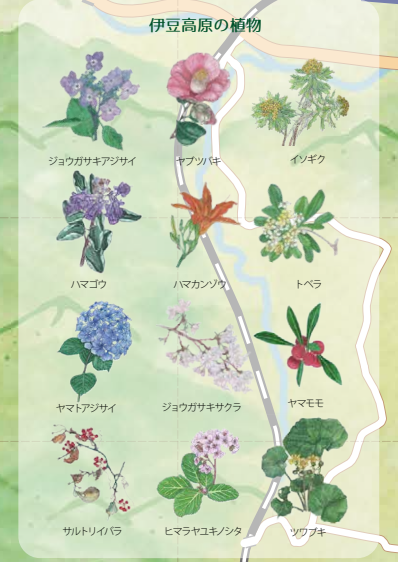 伊豆高原の植物
ジョウガサキアジサイ
ヤブツバキ
イソギク
ハマゴウ
ハマカンゾウ
トベラ
ヤマトアジサイ
ジョウガサキサクラ
ヤマモモ
サルトリイバラ
ヒマラヤユキノシタ
ツワブキ